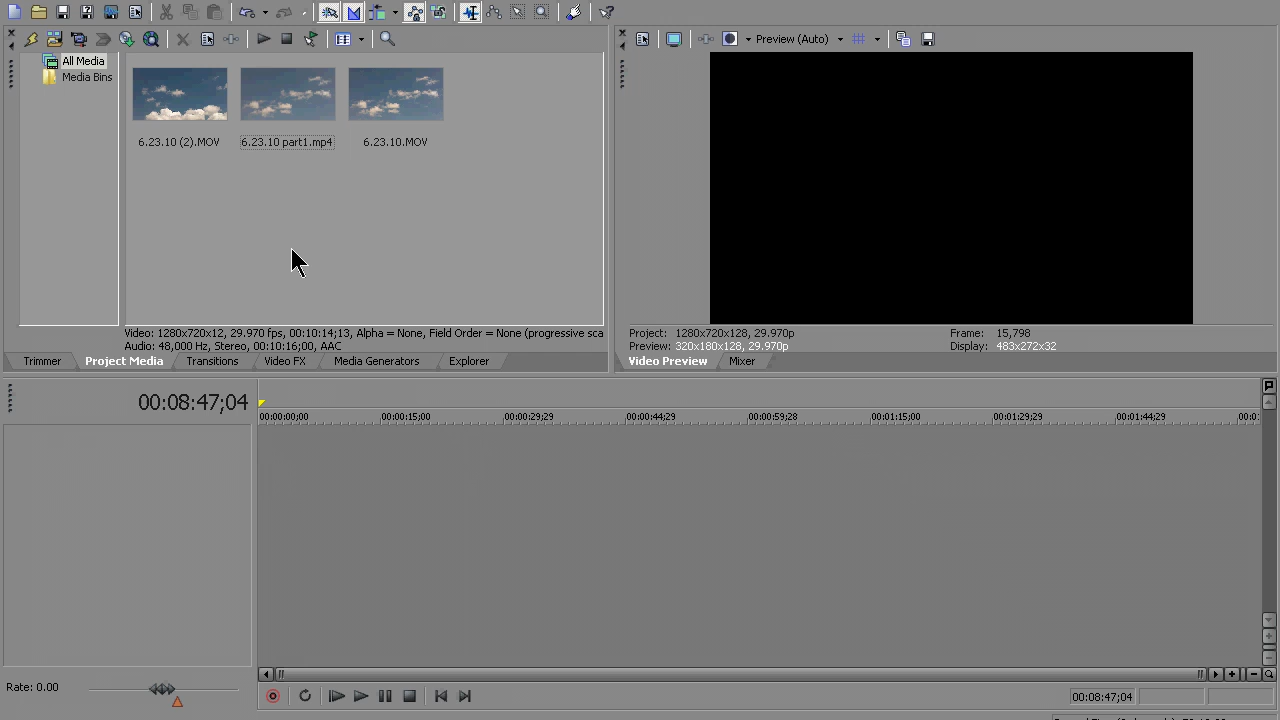 Preview (Auto)
All Media
Media Bins
6.23.10 (2).MOV
6.23.10 part1.mp4
6.23.10.MOV
Video: 1280x720x12, 29.970 fps, 00:10:14;13, Alpha = None, Field Order = None (progressive sca
Audio: 48,000 Hz, Stereo, 00:10:16;00, AAC
Project: 1280x720x128, 29.970p
Frame: 15,798
Preview: 320x180x128, 29.970p
Display: 483x272x32
Trimmer
Project Media
Transitions
Video FX
Media Generators
Explorer
Video Preview
Mixer
00:08:47;04
00:00:00;00
00:00:15;00
00:00:29;29
00:00:44;29
00:00:59;28
00:01:15;00
00:01:29;29
00:01:44;29
00:0
Rate: 0.00
00:08:47;04